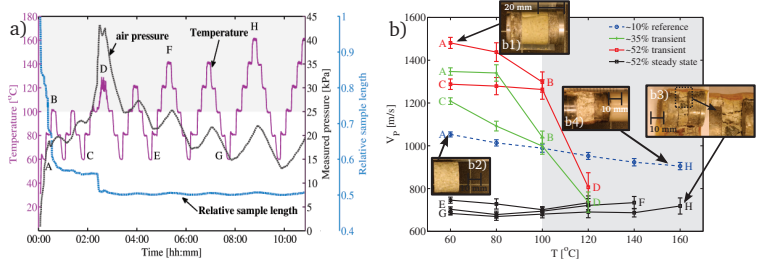 a)
air pressure
Temperature
H
F
D
B
A
C
E
G
Relative sample length
Temperature [°C]
180
160
140
120
100
80
60
40
20
0
00:00
02:00
04:00
06:00
08:00
10:00
Time [hh:mm]
45
40
35
30
25
20
15
10
5
0
Measured pressure [kPa]
1
0.9
0.8
0.7
0.6
0.5
0.4
Relative sample length
b)
1600
1400
1200
1000
800
600
V_P [m/s]
60
80
100
120
140
160
T [°C]
20 mm
b1)
–10% reference
–35% transient
–52% transient
–52% steady state
A
C
A
C
A
B
B
D
D
H
E
G
F
H
b2)
b3)
10 mm
b4)
10 mm